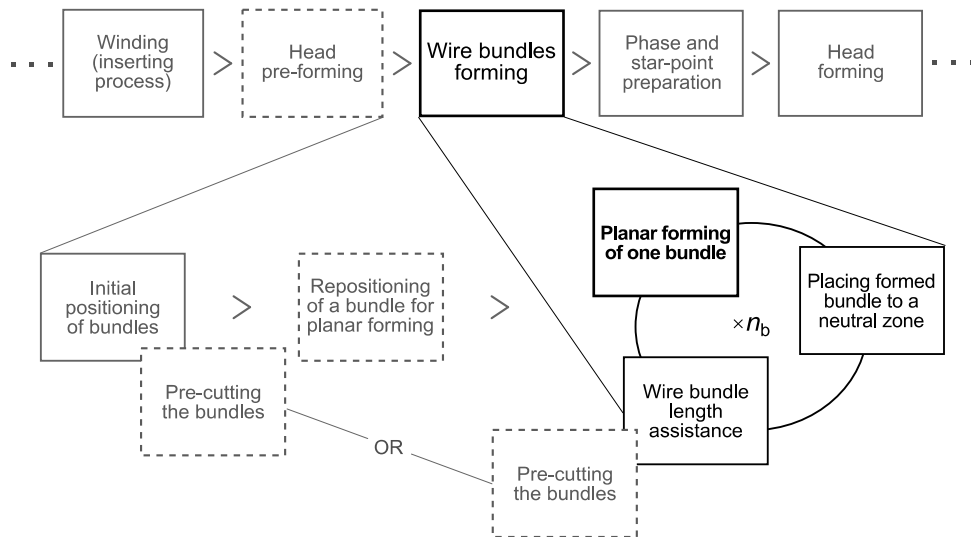 Winding
(inserting
process)
Head
pre-forming
Wire bundles
forming
Phase and
star-point
preparation
Head
forming
Initial
positioning
of bundles
Repositioning
of a bundle for
planar forming
Planar forming
of one bundle
Placing formed
bundle to a
neutral zone
×n_b
Wire bundle
length
assistance
Pre-cutting
the bundles
OR
Pre-cutting
the bundles